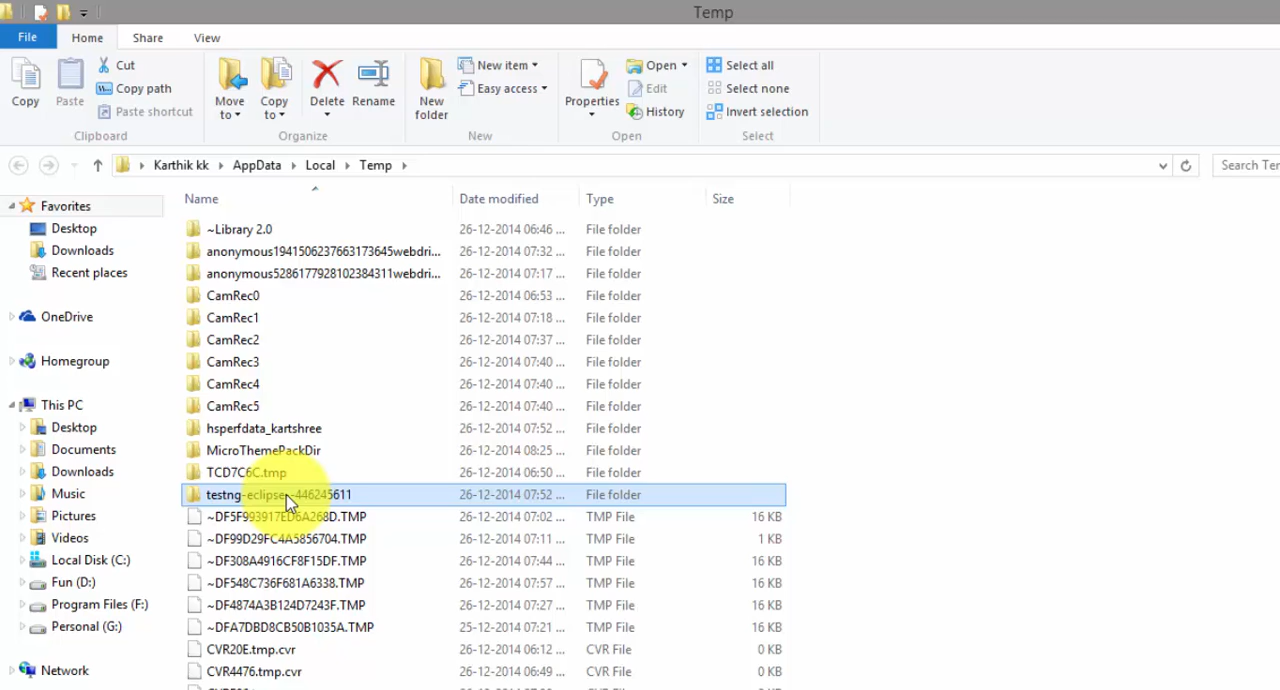 Temp
File Home Share View
Copy
Paste
Cut
Copy path
Paste shortcut
Clipboard
Move to
Copy to
Delete
Rename
Organize
New folder
New item
Easy access
New
Properties
Open
Edit
History
Open
Select all
Select none
Invert selection
Select
Karthik kk AppData Local Temp
Search Ter
Favorites
Desktop
Downloads
Recent places
OneDrive
Homegroup
This PC
Desktop
Documents
Downloads
Music
Pictures
Videos
Local Disk (C:)
Fun (D:)
Program Files (F:)
Personal (G:)
Network
Name Date modified Type Size
~Library 2.0 26-12-2014 06:46 ... File folder
anonymous1941506237663173645webdri... 26-12-2014 07:32 ... File folder
anonymous5286177928102384311webdri... 26-12-2014 07:17 ... File folder
CamRec0 26-12-2014 06:53 ... File folder
CamRec1 26-12-2014 07:18 ... File folder
CamRec2 26-12-2014 07:37 ... File folder
CamRec3 26-12-2014 07:40 ... File folder
CamRec4 26-12-2014 07:40 ... File folder
CamRec5 26-12-2014 07:40 ... File folder
hsperfdata_kartshree 26-12-2014 07:52 ... File folder
MicroThemePackDir 26-12-2014 08:25 ... File folder
TCD7C6C.tmp 26-12-2014 06:50 ... File folder
testng-eclipse--446245611 26-12-2014 07:52 ... File folder
~DF5F993917ED6A268D.TMP 26-12-2014 07:02 ... TMP File 16 KB
~DF99D29FC4A5856704.TMP 26-12-2014 07:11 ... TMP File 1 KB
~DF308A4916CF8F15DF.TMP 26-12-2014 07:44 ... TMP File 16 KB
~DF548C736F681A6338.TMP 26-12-2014 07:57 ... TMP File 16 KB
~DF4874A3B124D7243F.TMP 26-12-2014 07:27 ... TMP File 16 KB
~DFA7DBD8CB50B1035A.TMP 25-12-2014 07:21 ... TMP File 16 KB
CVR20E.tmp.cvr 26-12-2014 06:12 ... CVR File 0 KB
CVR4476.tmp.cvr 26-12-2014 06:49 ... CVR File 0 KB